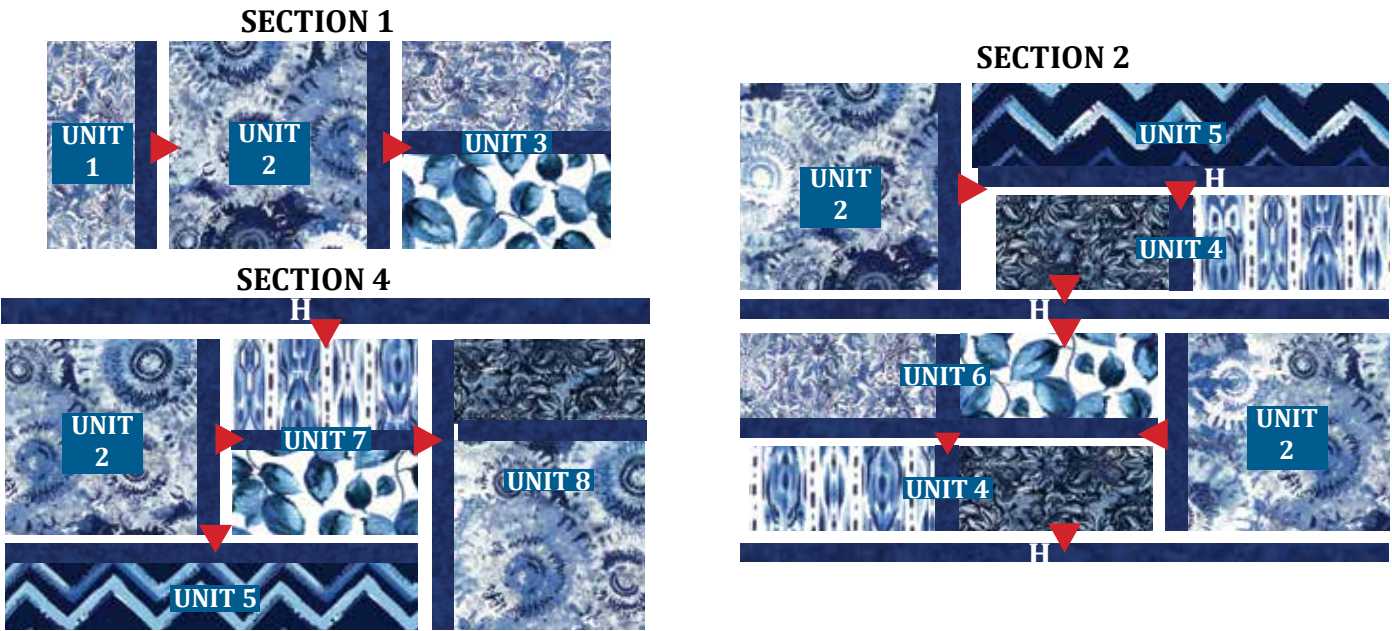 SECTION 1
UNIT
1
UNIT
2
UNIT 3
SECTION 4
H
UNIT
2
UNIT 7
UNIT 8
UNIT 5
SECTION 2
UNIT
2
UNIT 5
H
UNIT 4
H
UNIT 6
UNIT
2
UNIT 4
H